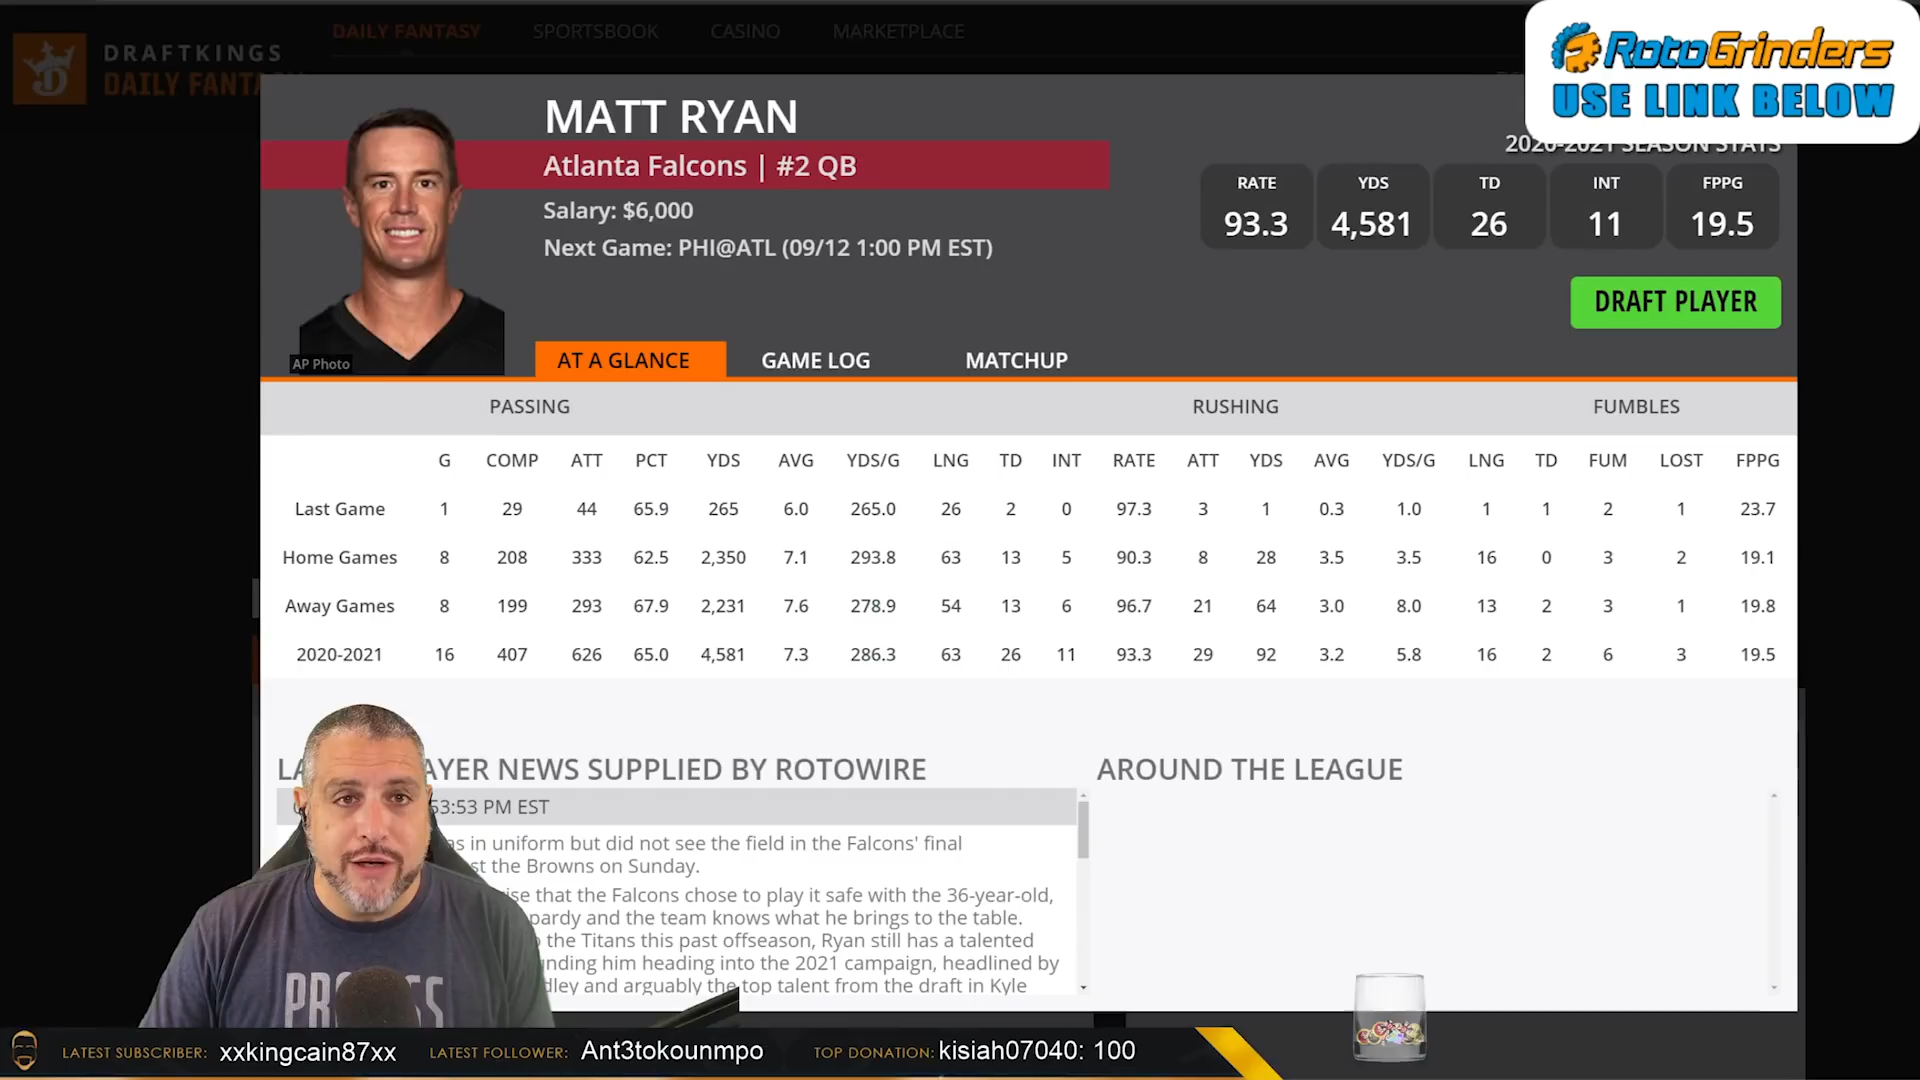 DRAFTKINGS
DAILY FANTA
DAILY FANTASY SPORTSBOOK CASINO MARKETPLACE
RotoGrinders
USE LINK BELOW
MATT RYAN
Atlanta Falcons | #2 QB
Salary: $6,000
Next Game: PHI@ATL (09/12 1:00 PM EST)
AP Photo
2020-2021 SEASON STATS
RATE YDS TD INT FPPG
93.3 4,581 26 11 19.5
DRAFT PLAYER
AT A GLANCE GAME LOG MATCHUP
PASSING RUSHING FUMBLES
G COMP ATT PCT YDS AVG YDS/G LNG TD INT RATE ATT YDS AVG YDS/G LNG TD FUM LOST FPPG
Last Game 1 29 44 65.9 265 6.0 265.0 26 2 0 97.3 3 1 0.3 1.0 1 1 2 1 23.7
Home Games 8 208 333 62.5 2,350 7.1 293.8 63 13 5 90.3 8 28 3.5 3.5 16 0 3 2 19.1
Away Games 8 199 293 67.9 2,231 7.6 278.9 54 13 6 96.7 21 64 3.0 8.0 13 2 3 1 19.8
2020-2021 16 407 626 65.0 4,581 7.3 286.3 63 26 11 93.3 29 92 3.2 5.8 16 2 6 3 19.5
AYER NEWS SUPPLIED BY ROTOWIRE
53:53 PM EST
as in uniform but did not see the field in the Falcons' final
st the Browns on Sunday.
ise that the Falcons chose to play it safe with the 36-year-old,
pardy and the team knows what he brings to the table.
the Titans this past offseason, Ryan still has a talented
unding him heading into the 2021 campaign, headlined by
dley and arguably the top talent from the draft in Kyle
AROUND THE LEAGUE
LATEST SUBSCRIBER: xxkingcain87xx LATEST FOLLOWER: Ant3tokounmpo TOP DONATION: kisiah07040: 100